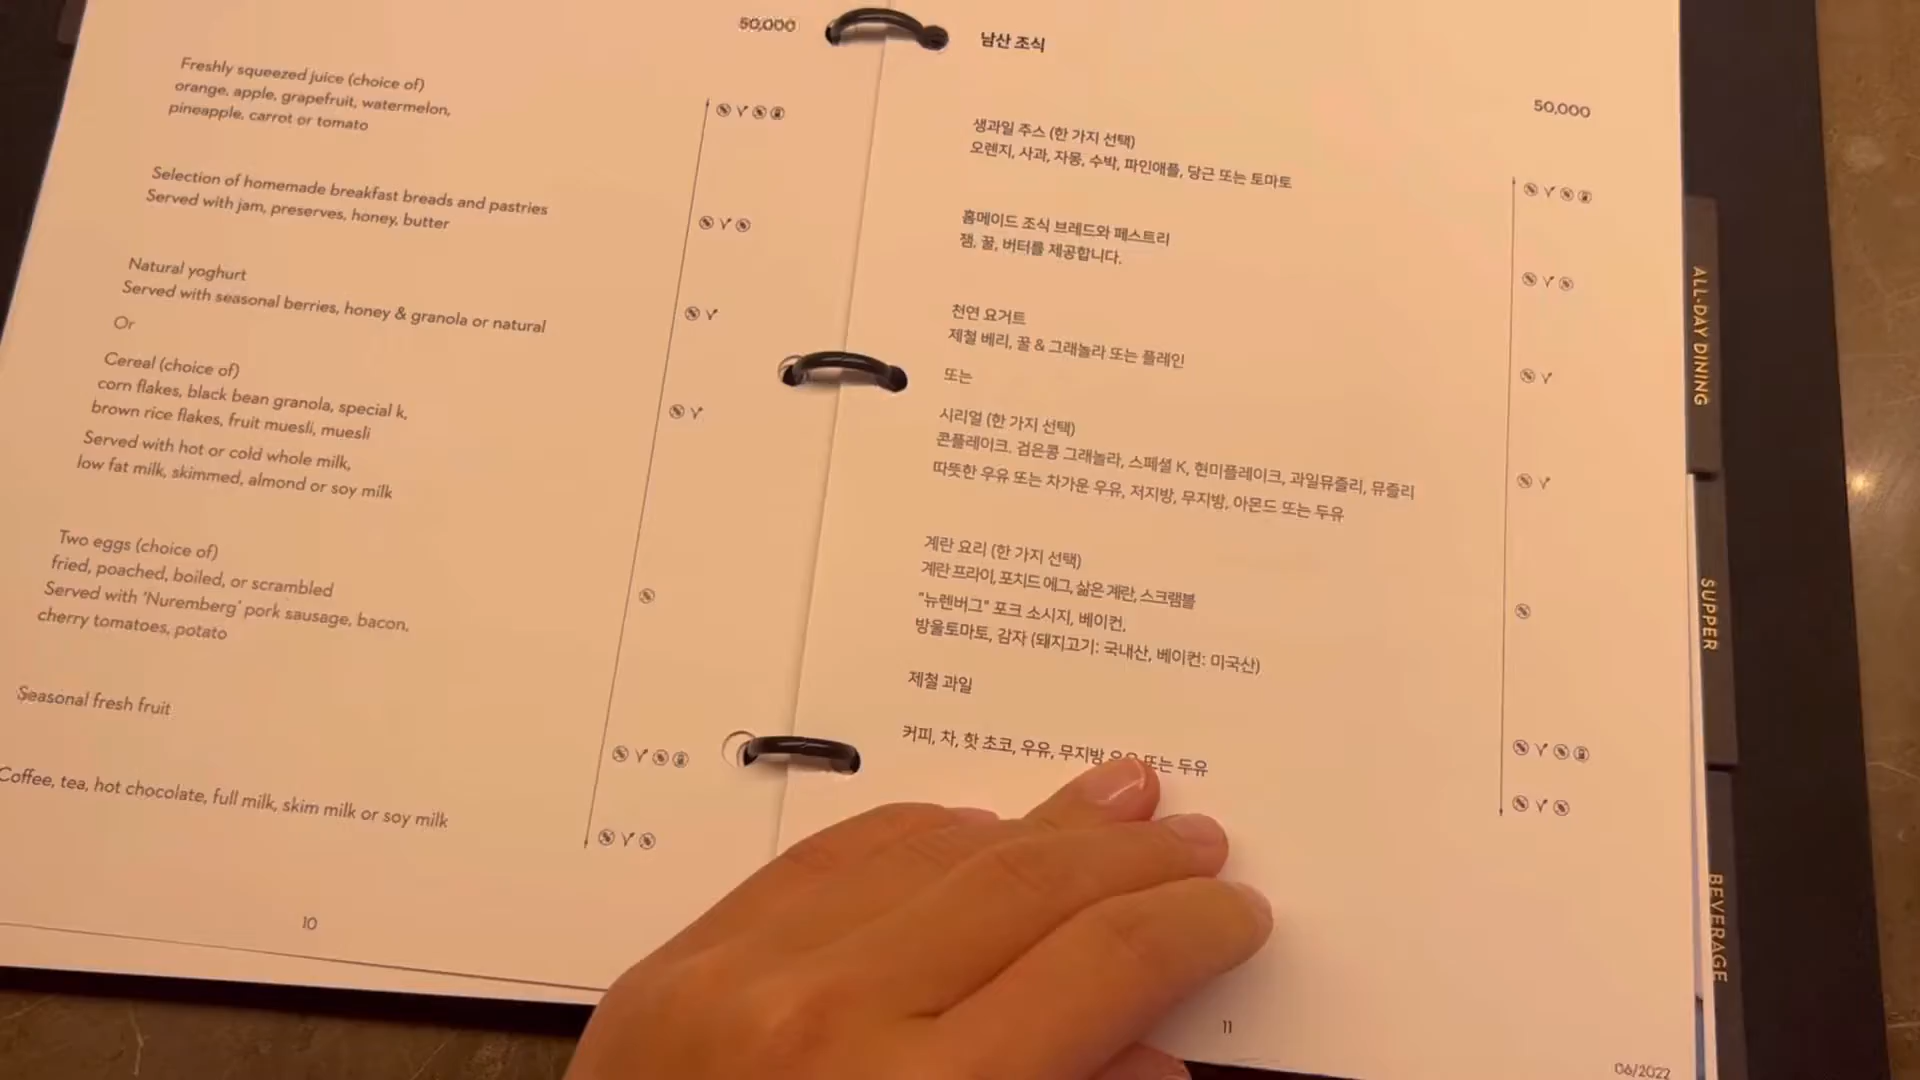 50,000
Freshly squeezed juice (choice of)
orange, apple, grapefruit, watermelon,
pineapple, carrot or tomato
Selection of homemade breakfast breads and pastries
Served with jam, preserves, honey, butter
Natural yoghurt
Served with seasonal berries, honey & granola or natural
Or
Cereal (choice of)
corn flakes, black bean granola, special k,
brown rice flakes, fruit muesli, muesli
Served with hot or cold whole milk,
low fat milk, skimmed, almond or soy milk
Two eggs (choice of)
fried, poached, boiled, or scrambled
Served with 'Nuremberg' pork sausage, bacon,
cherry tomatoes, potato
Seasonal fresh fruit
Coffee, tea, hot chocolate, full milk, skim milk or soy milk
10
남산 조식
50,000
생과일 주스 (한 가지 선택)
오렌지, 사과, 자몽, 수박, 파인애플, 당근 또는 토마토
홈메이드 조식 브레드와 페스트리
잼, 꿀, 버터를 제공합니다.
천연 요거트
제철 베리, 꿀 & 그래놀라 또는 플레인
또는
시리얼 (한 가지 선택)
콘플레이크, 검은콩 그래놀라, 스페셜 K, 현미플레이크, 과일뮤즐리, 뮤즐리
따뜻한 우유 또는 차가운 우유, 저지방, 무지방, 아몬드 또는 두유
계란 요리 (한 가지 선택)
계란 프라이, 포치드 에그, 삶은 계란, 스크램블
"뉴렌버그" 포크 소시지, 베이컨,
방울토마토, 감자 (돼지고기: 국내산, 베이컨: 미국산)
제철 과일
커피, 차, 핫 초코, 우유, 무지방 또는 두유
11
06/2022
ALL-DAY DINING
SUPPER
BEVERAGE